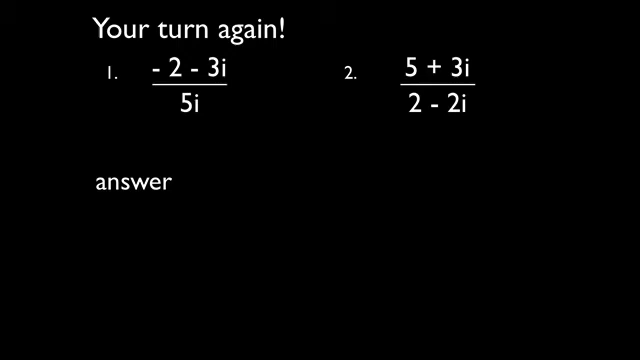 Your turn again!
1. - 2 - 3i 2. 5 + 3i
5i 2 - 2i
answer